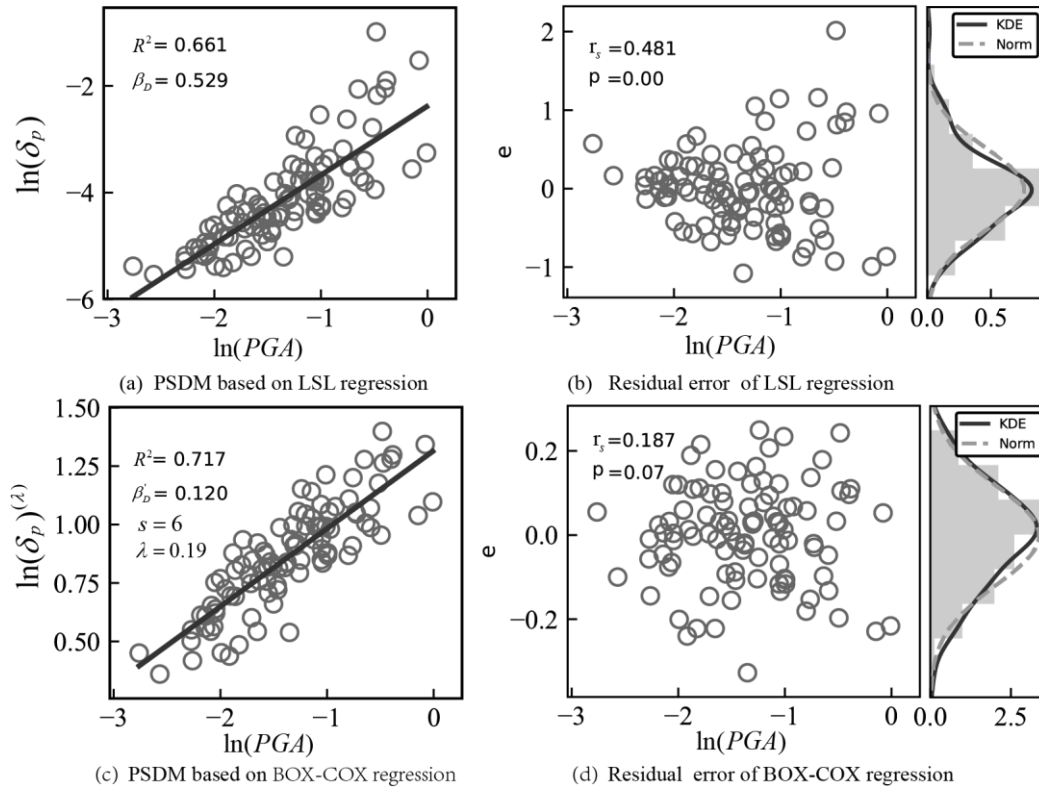 R² = 0.661
β_D = 0.529
ln(δ_p)
−2
−4
−6
−3
−2
−1
0
ln(PGA)
(a) PSDM based on LSL regression
r_s=0.481
p=0.00
e
2
1
0
−1
−3
−2
−1
0
ln(PGA)
KDE
Norm
0.0
0.5
(b) Residual error of LSL regression
R² = 0.717
β'_D = 0.120
s = 6
λ = 0.19
ln(δ_p)^(λ)
1.50
1.25
1.00
0.75
0.50
−3
−2
−1
0
ln(PGA)
(c) PSDM based on BOX-COX regression
r_s=0.187
p=0.07
e
0.2
0.0
−0.2
−3
−2
−1
0
ln(PGA)
KDE
Norm
0.0
2.5
(d) Residual error of BOX-COX regression